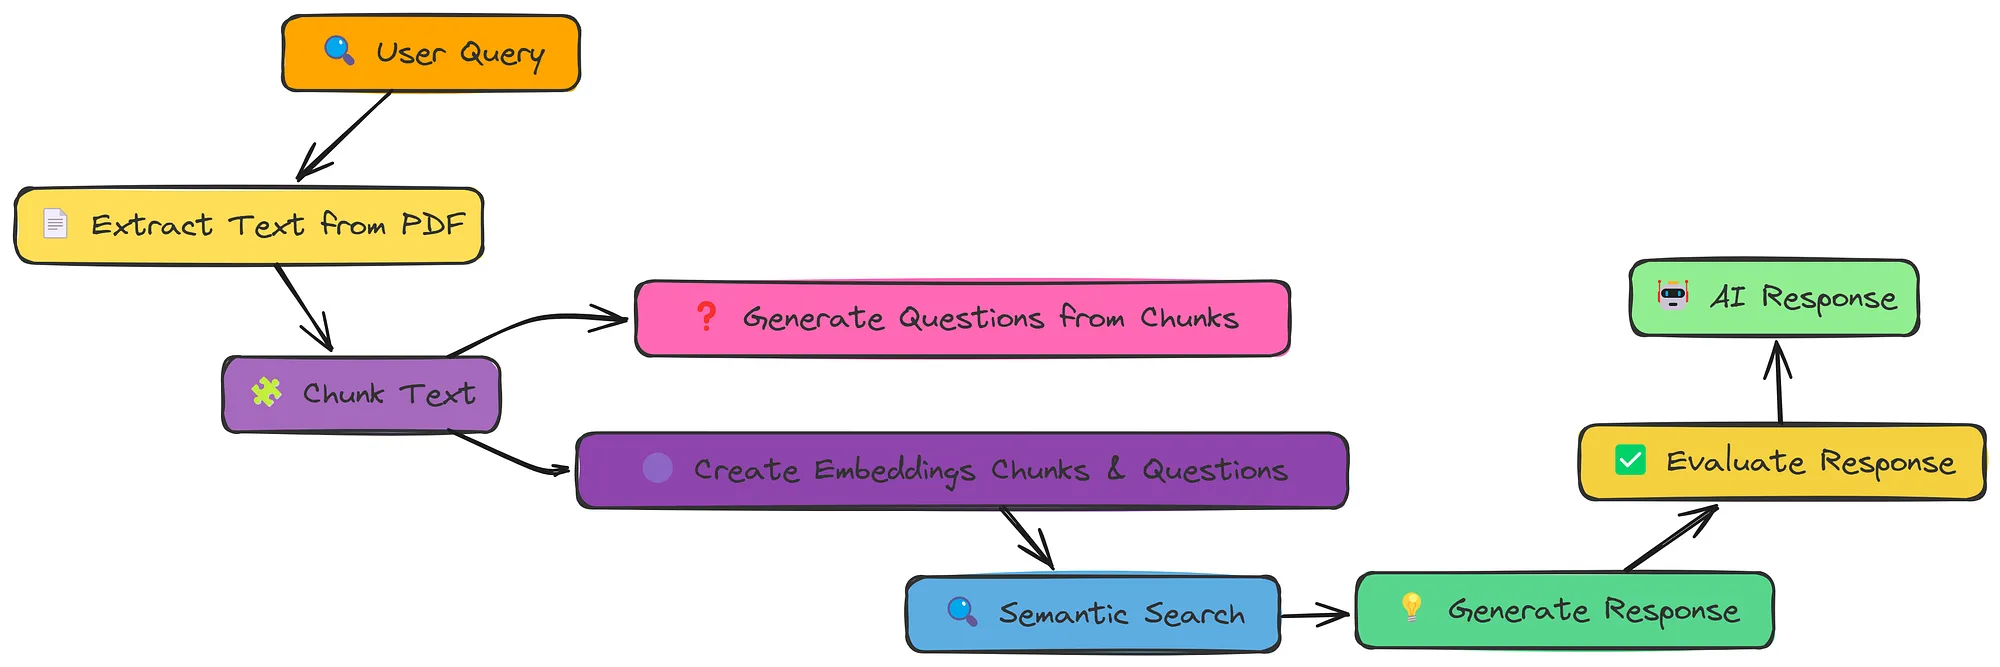 User Query
Extract Text from PDF
Generate Questions from Chunks
AI Response
Chunk Text
Create Embeddings Chunks & Questions
Evaluate Response
Semantic Search
Generate Response